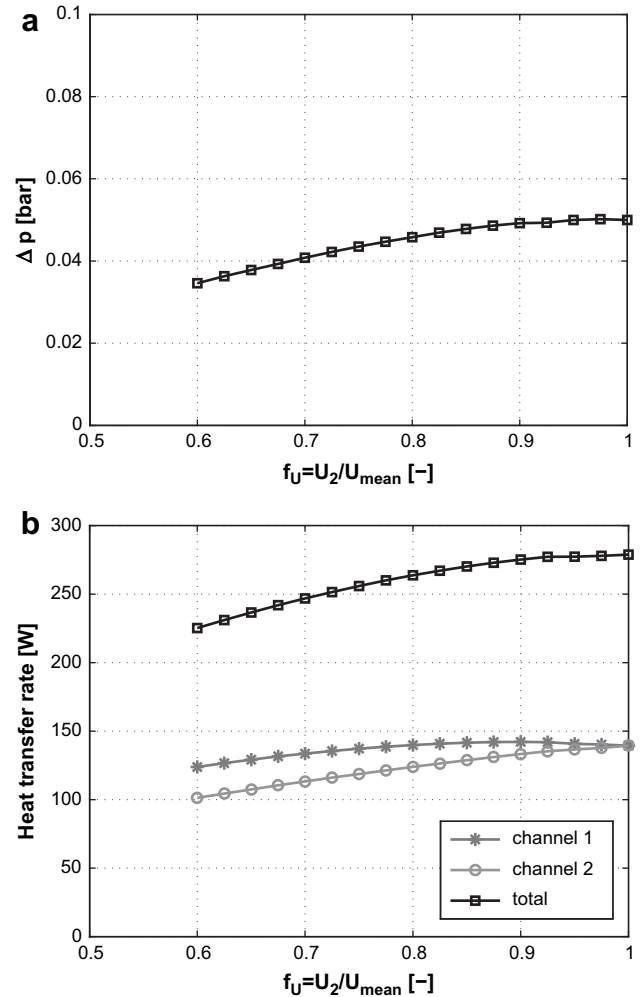 a
0.1
0.08
0.06
0.04
0.02
0
Δ p [bar]
0.5 0.6 0.7 0.8 0.9 1
fU=U2/Umean [−]
b
300
250
200
150
100
50
0
Heat transfer rate [W]
channel 1
channel 2
total
0.5 0.6 0.7 0.8 0.9 1
fU=U2/Umean [−]